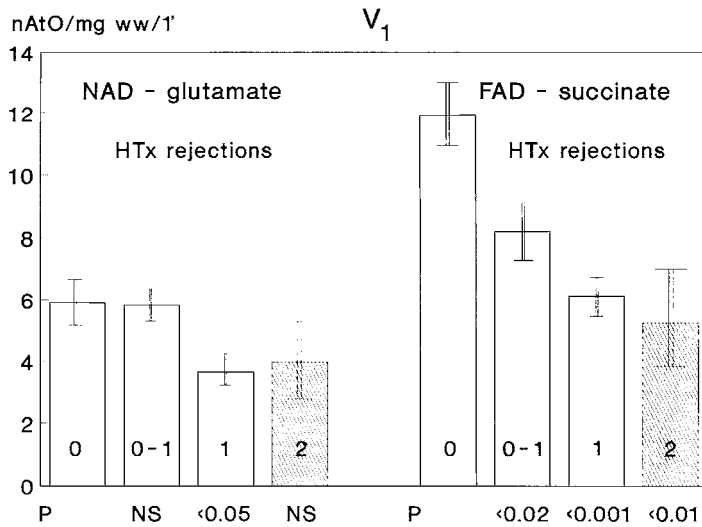 nAtO/mg ww/1'
V1
14
NAD - glutamate
FAD - succinate
12
HTx rejections
HTx rejections
10
8
6
4
2
0
0 0-1 1 2 0 0-1 1 2
P NS <0.05 NS P <0.02 <0.001 <0.01